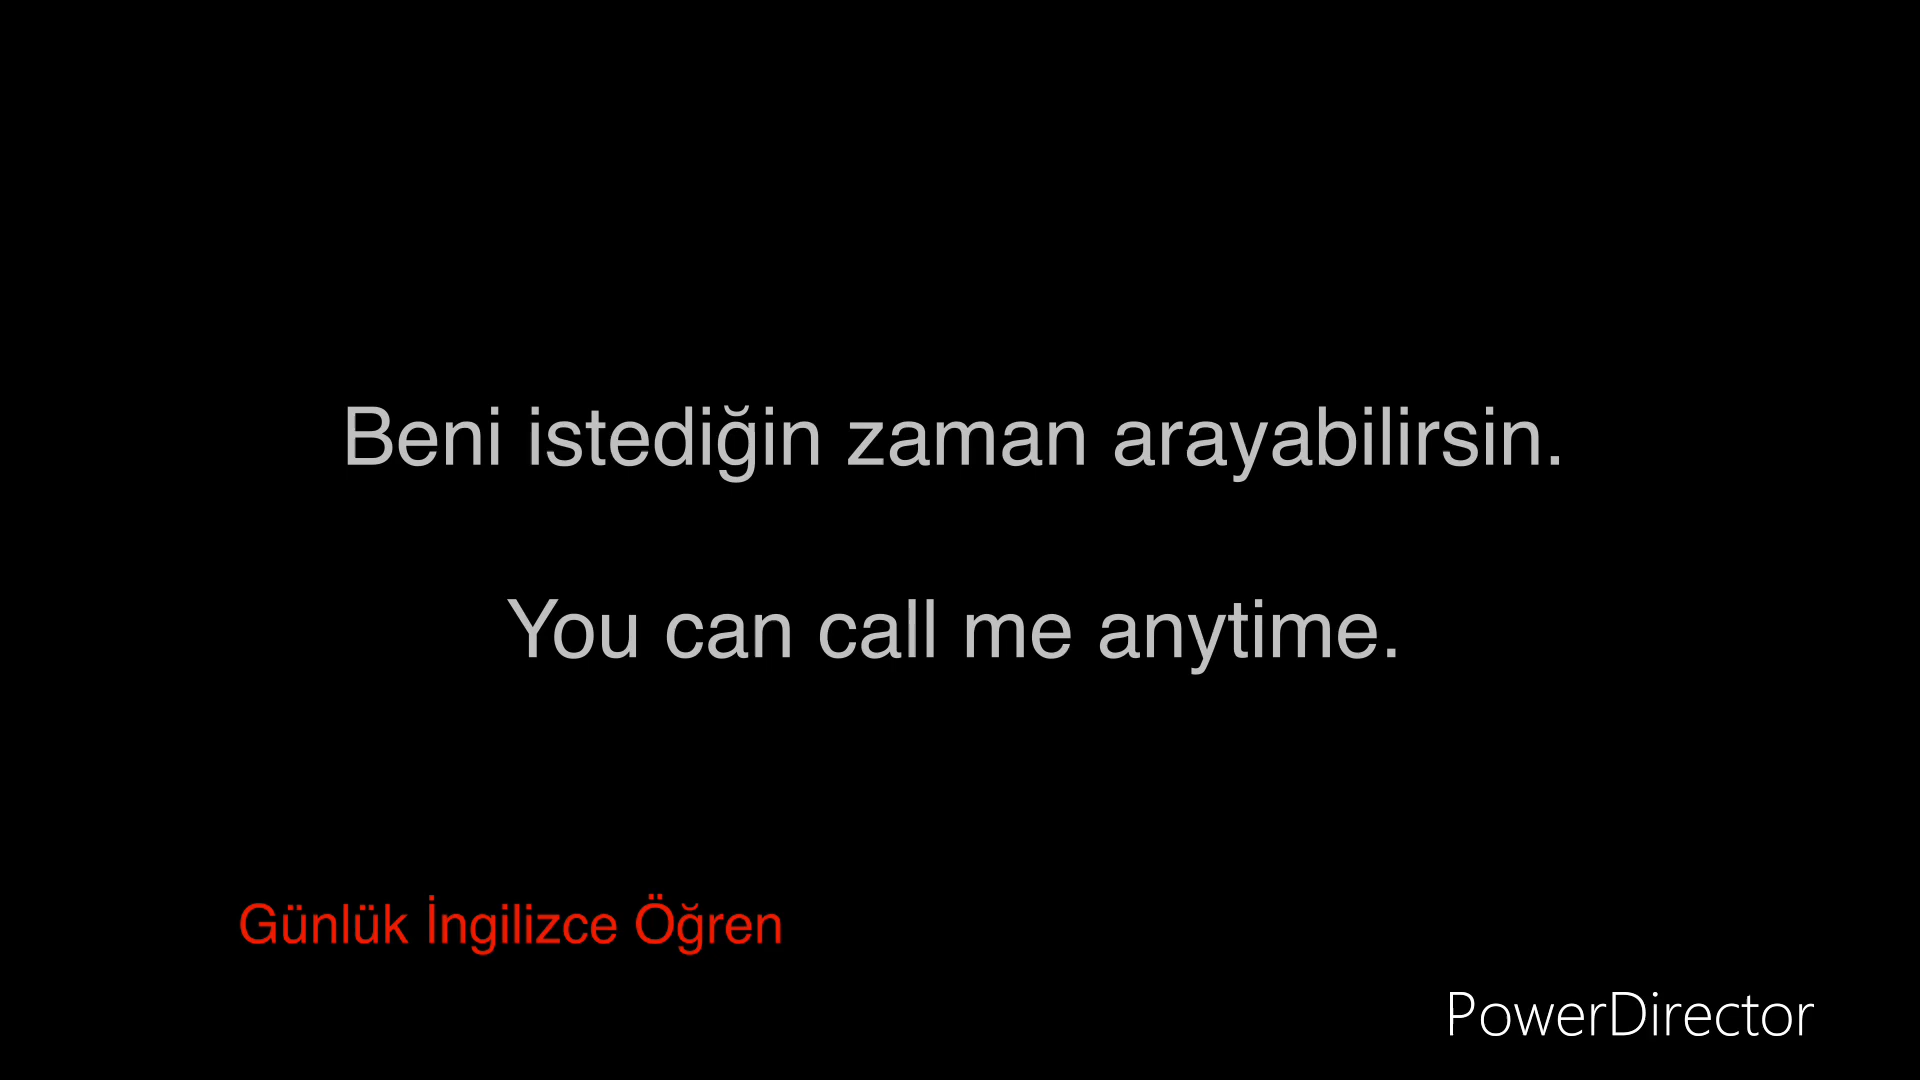 Beni istediğin zaman arayabilirsin.
You can call me anytime.
Günlük İngilizce Öğren
PowerDirector